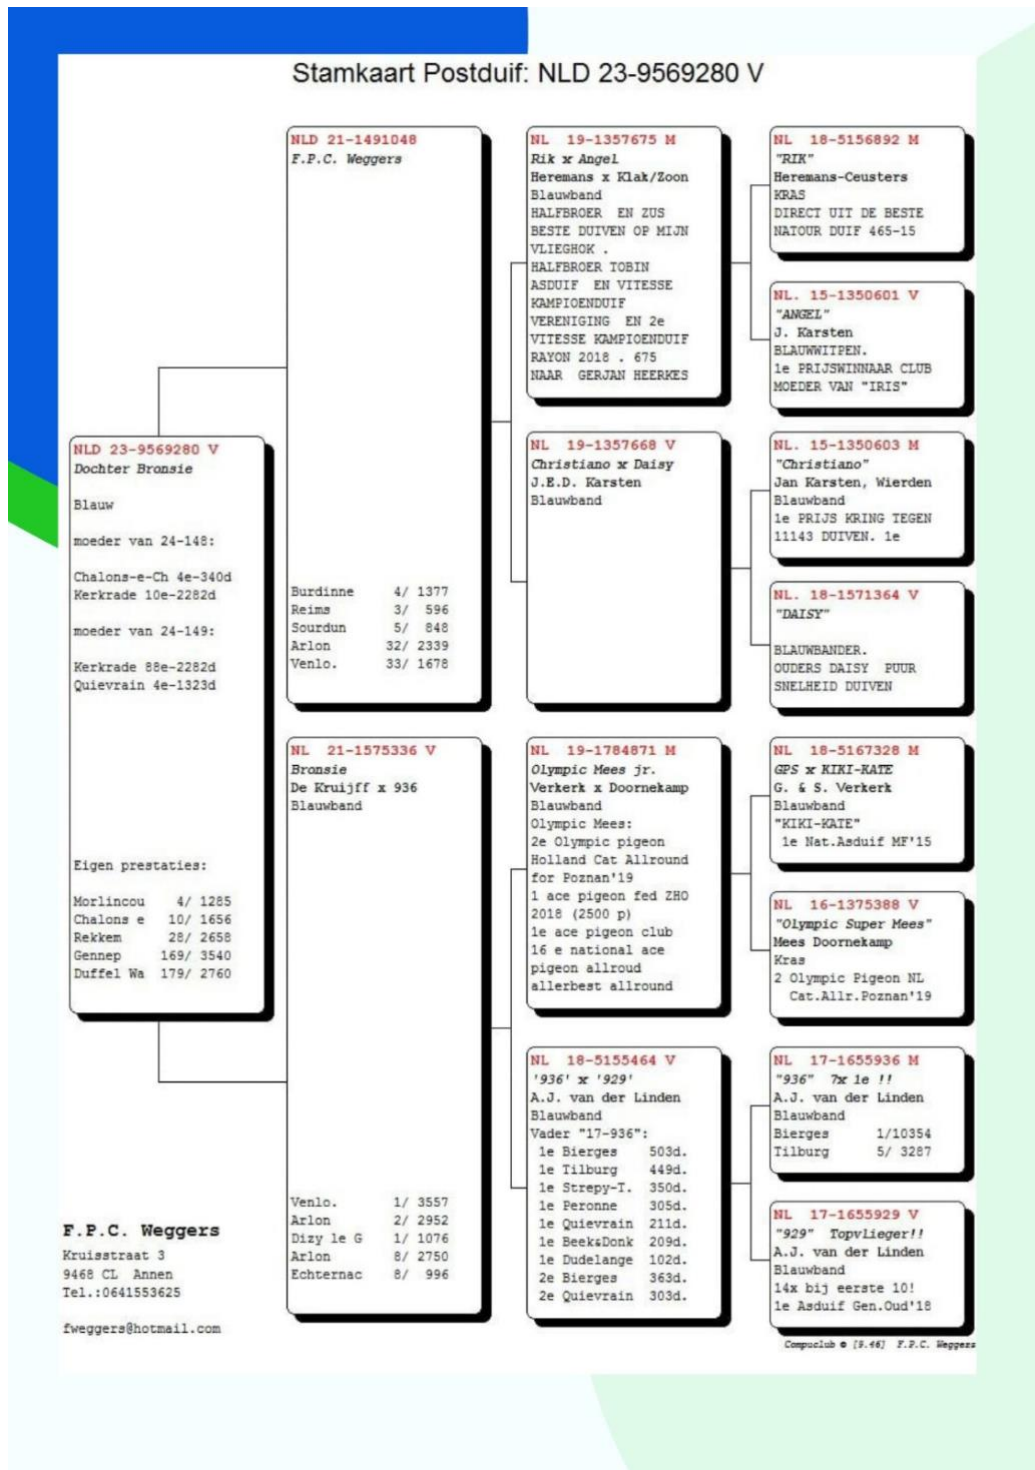 Stamkaart Postduif: NLD 23-9569280 V
NLD 23-9569280 V
Dochter Bronsie
Blauw
moeder van 24-148:
Chalons-e-Ch 4e-340d
Kerkrade 10e-2282d
moeder van 24-149:
Kerkrade 88e-2282d
Quievrain 4e-1323d
Eigen prestaties:
Morlincou 4/ 1285
Chalons e 10/ 1656
Rekkem 28/ 2658
Gennep 169/ 3540
Duffel Wa 179/ 2760
NLD 21-1491048
F.P.C. Weggers
Burdinne 4/ 1377
Reims 3/ 596
Sourdun 5/ 848
Arlon 32/ 2339
Venlo. 33/ 1678
NL 21-1575336 V
Bronsie
De Kruijff x 936
Blauwband
Venlo. 1/ 3557
Arlon 2/ 2952
Dizy le G 1/ 1076
Arlon 8/ 2750
Echternac 8/ 996
NL 19-1357675 M
Rik x Angel
Heremans x Klak/Zoon
Blauwband
HALFBROER EN ZUS
BESTE DUIVEN OP MIJN
VLIEGHOK .
HALFBROER TOBIN
ASDUIF EN VITESSE
KAMPIOENDUIF
VERENIGING EN 2e
VITESSE KAMPIOENDUIF
RAYON 2018 . 675
NAAR GERJAN HEERKES
NL 19-1357668 V
Christiano x Daisy
J.E.D. Karsten
Blauwband
NL 19-1784871 M
Olympic Mees jr.
Verkerk x Doornekamp
Blauwband
Olympic Mees:
2e Olympic pigeon
Holland Cat Allround
for Poznan'19
1 ace pigeon fed ZHO
2018 (2500 p)
1e ace pigeon club
16 e national ace
pigeon allroud
allerbest allround
NL 18-5155464 V
'936' x '929'
A.J. van der Linden
Blauwband
Vader "17-936":
1e Bierges 503d.
1e Tilburg 449d.
1e Strepy-T. 350d.
1e Peronne 305d.
1e Quievrain 211d.
1e Beek&Donk 209d.
1e Dudelange 102d.
2e Bierges 363d.
2e Quievrain 303d.
NL 18-5156892 M
"RIK"
Heremans-Ceusters
KRAS
DIRECT UIT DE BESTE
NATOUR DUIF 465-15
NL. 15-1350601 V
"ANGEL"
J. Karsten
BLAUWWITPEN.
1e PRIJSWINNAAR CLUB
MOEDER VAN "IRIS"
NL. 15-1350603 M
"Christiano"
Jan Karsten, Wierden
Blauwband
1e PRIJS KRING TEGEN
11143 DUIVEN. 1e
NL. 18-1571364 V
"DAISY"
BLAUWBANDER.
OUDERS DAISY PUUR
SNELHEID DUIVEN
NL 18-5167328 M
GPS x KIKI-KATE
G. & S. Verkerk
Blauwband
"KIKI-KATE"
1e Nat.Asduif MF'15
NL 16-1375388 V
"Olympic Super Mees"
Mees Doornekamp
Kras
2 Olympic Pigeon NL
Cat.Allr.Poznan'19
NL 17-1655936 M
"936" 7x 1e !!
A.J. van der Linden
Blauwband
Bierges 1/10354
Tilburg 5/ 3287
NL 17-1655929 V
"929" Topvlieger!!
A.J. van der Linden
Blauwband
14x bij eerste 10!
1e Asduif Gen.Oud'18
F.P.C. Weggers
Kruisstraat 3
9468 CL Annen
Tel.:0641553625
fweggers@hotmail.com
Compuclub © [9.46] F.P.C. Weggers